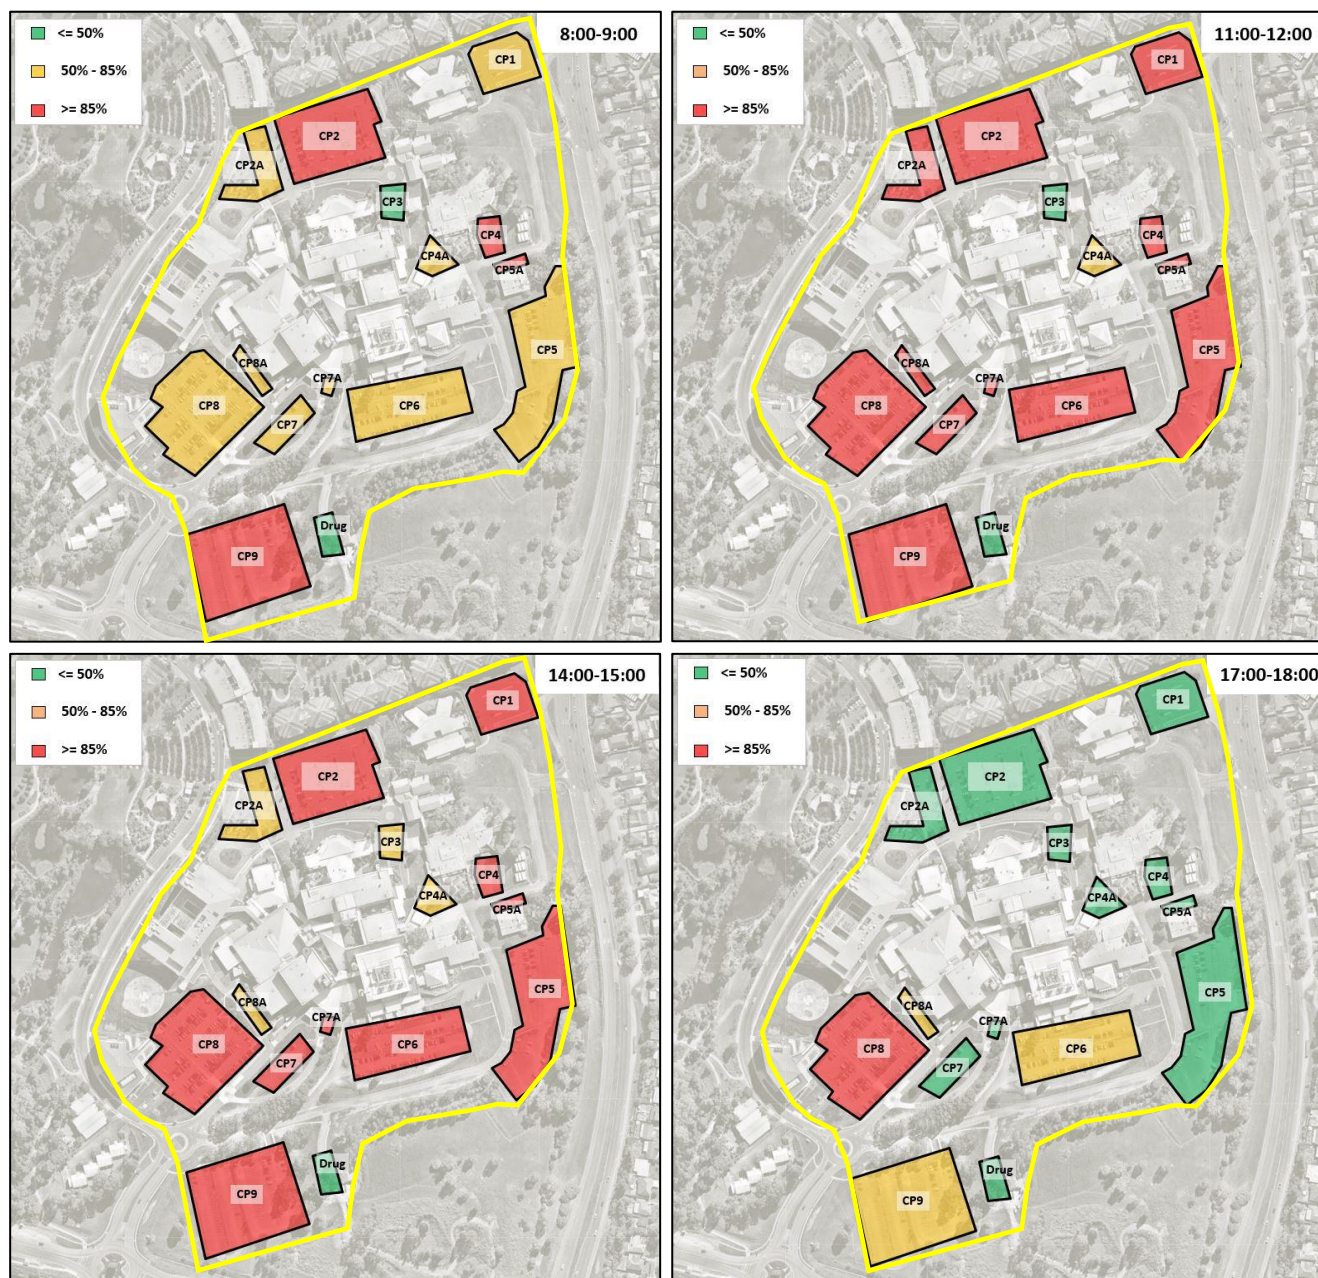 <= 50%
50% - 85%
>= 85%
8:00-9:00
CP1
CP2
CP2A
CP3
CP4
CP4A
CP5A
CP5
CP8A
CP7A
CP8
CP7
CP6
Drug
CP9
<= 50%
50% - 85%
>= 85%
11:00-12:00
CP1
CP2
CP2A
CP3
CP4
CP4A
CP5A
CP5
CP8A
CP7A
CP8
CP7
CP6
Drug
CP9
<= 50%
50% - 85%
>= 85%
14:00-15:00
CP1
CP2
CP2A
CP3
CP4
CP4A
CP5A
CP5
CP8A
CP7A
CP8
CP7
CP6
Drug
CP9
<= 50%
50% - 85%
>= 85%
17:00-18:00
CP1
CP2
CP2A
CP3
CP4
CP4A
CP5A
CP5
CP8A
CP7A
CP8
CP7
CP6
Drug
CP9